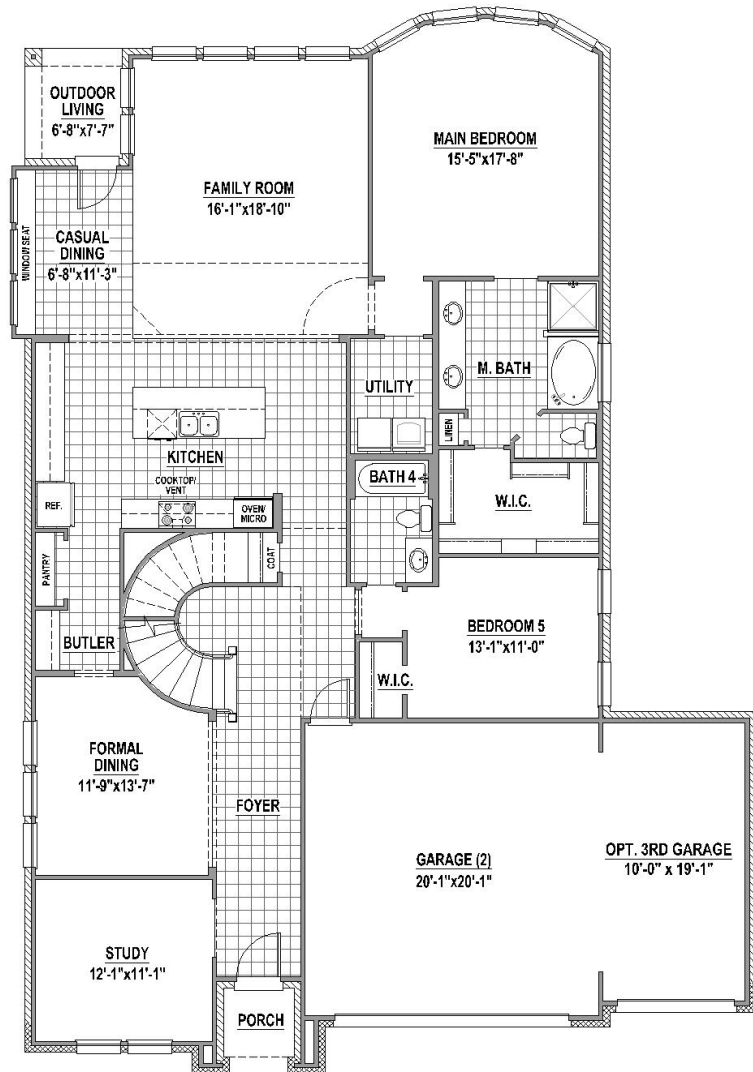 OUTDOOR
LIVING
6'-8"x7'-7"
MAIN BEDROOM
15'-5"x17'-8"
FAMILY ROOM
16'-1"x18'-10"
WINDOW SEAT
CASUAL
DINING
6'-8"x11'-3"
M. BATH
UTILITY
LINEN
KITCHEN
COOKTOP/
VENT
REF.
OVEN/
MICRO
BATH 4
W.I.C.
PANTRY
COAT
BUTLER
BEDROOM 5
13'-1"x11'-0"
W.I.C.
FORMAL
DINING
11'-9"x13'-7"
FOYER
GARAGE (2)
20'-1"x20'-1"
OPT. 3RD GARAGE
10'-0" x 19'-1"
STUDY
12'-1"x11'-1"
PORCH